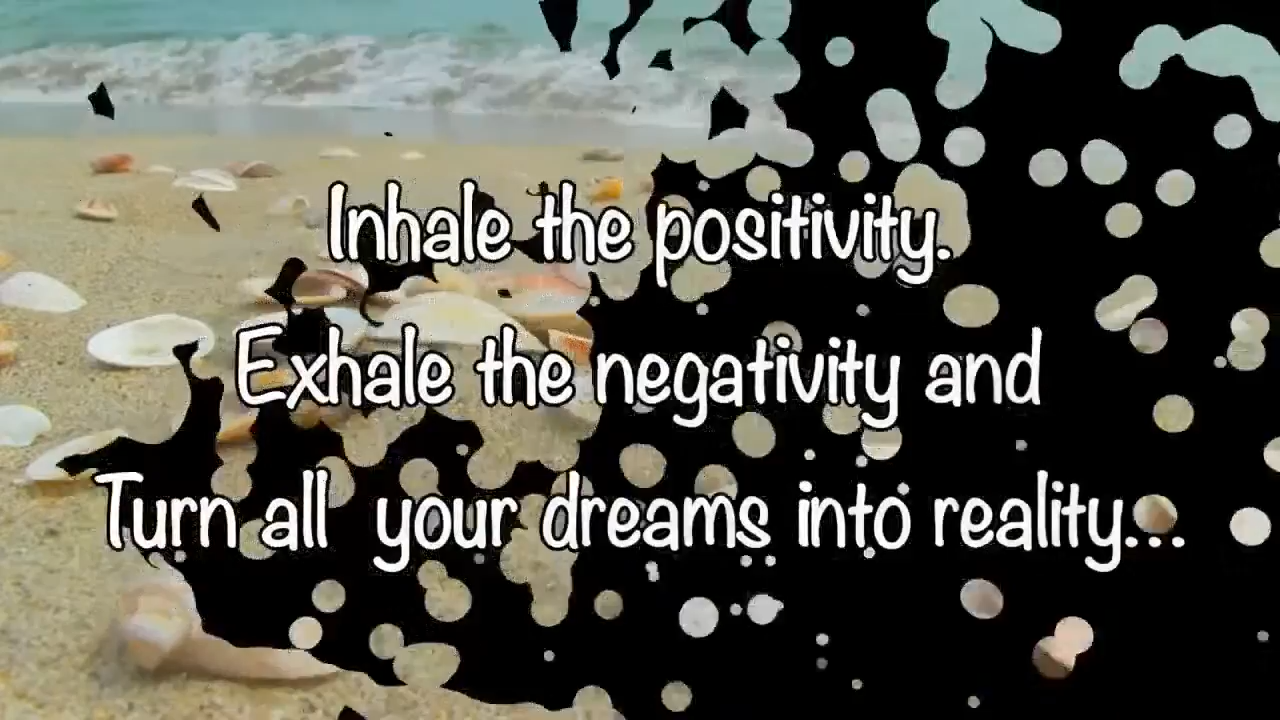 Inhale the positivity.
Exhale the negativity and
Turn all  your dreams into reality...